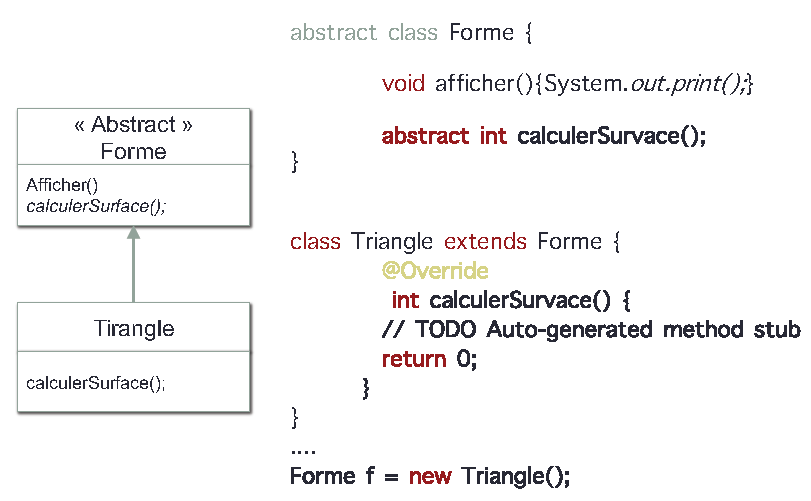 « Abstract »
Forme
Afficher()
calculerSurface();
Tirangle
calculerSurface();
abstract class Forme {
void afficher(){System.out.print();}
abstract int calculerSurvace();
}
class Triangle extends Forme {
@Override
int calculerSurvace() {
// TODO Auto-generated method stub
return 0;
}
}
....
Forme f = new Triangle();